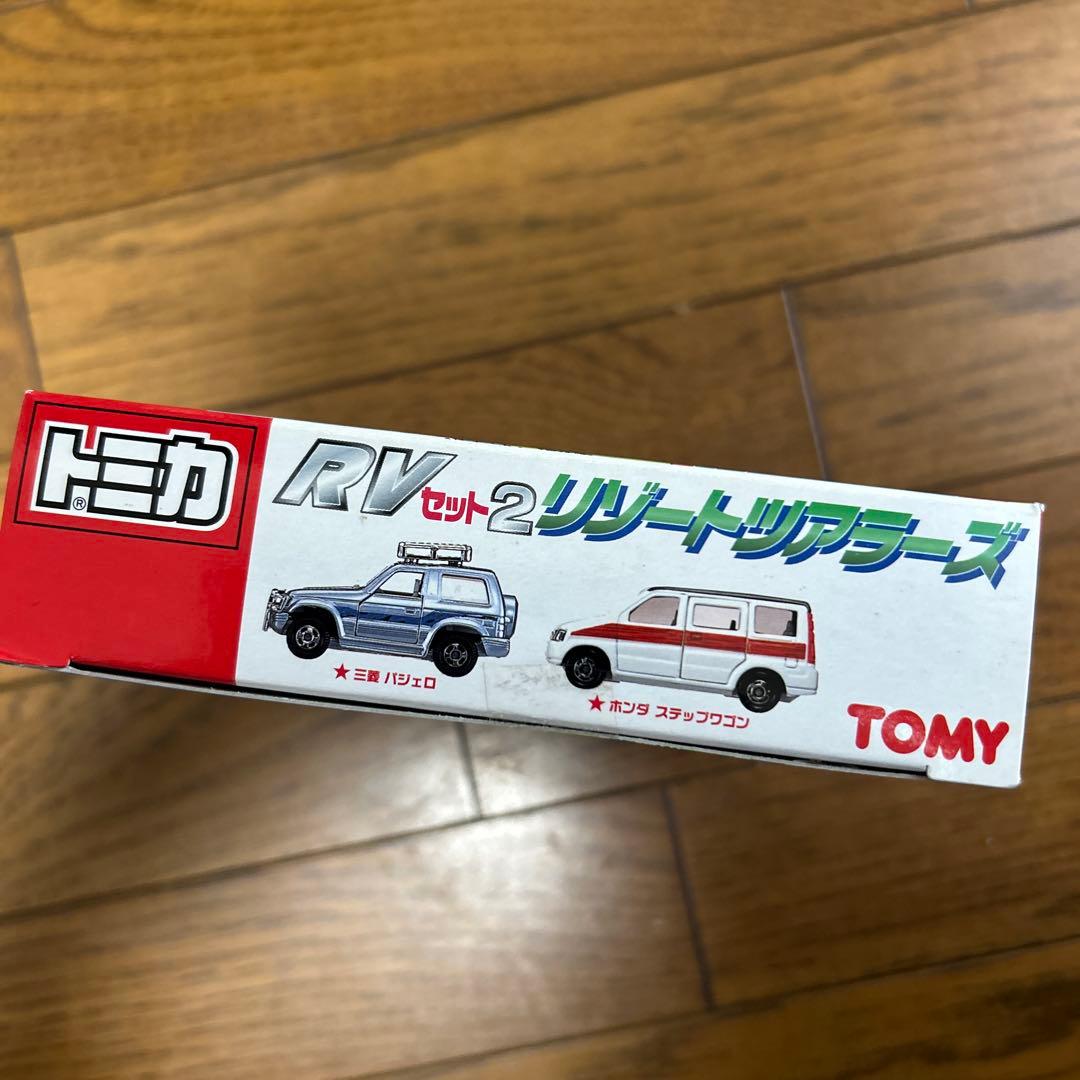 トミカ®
RVセット2リゾートツアラーズ
★三菱 パジェロ
★ホンダ ステップワゴン
TOMY